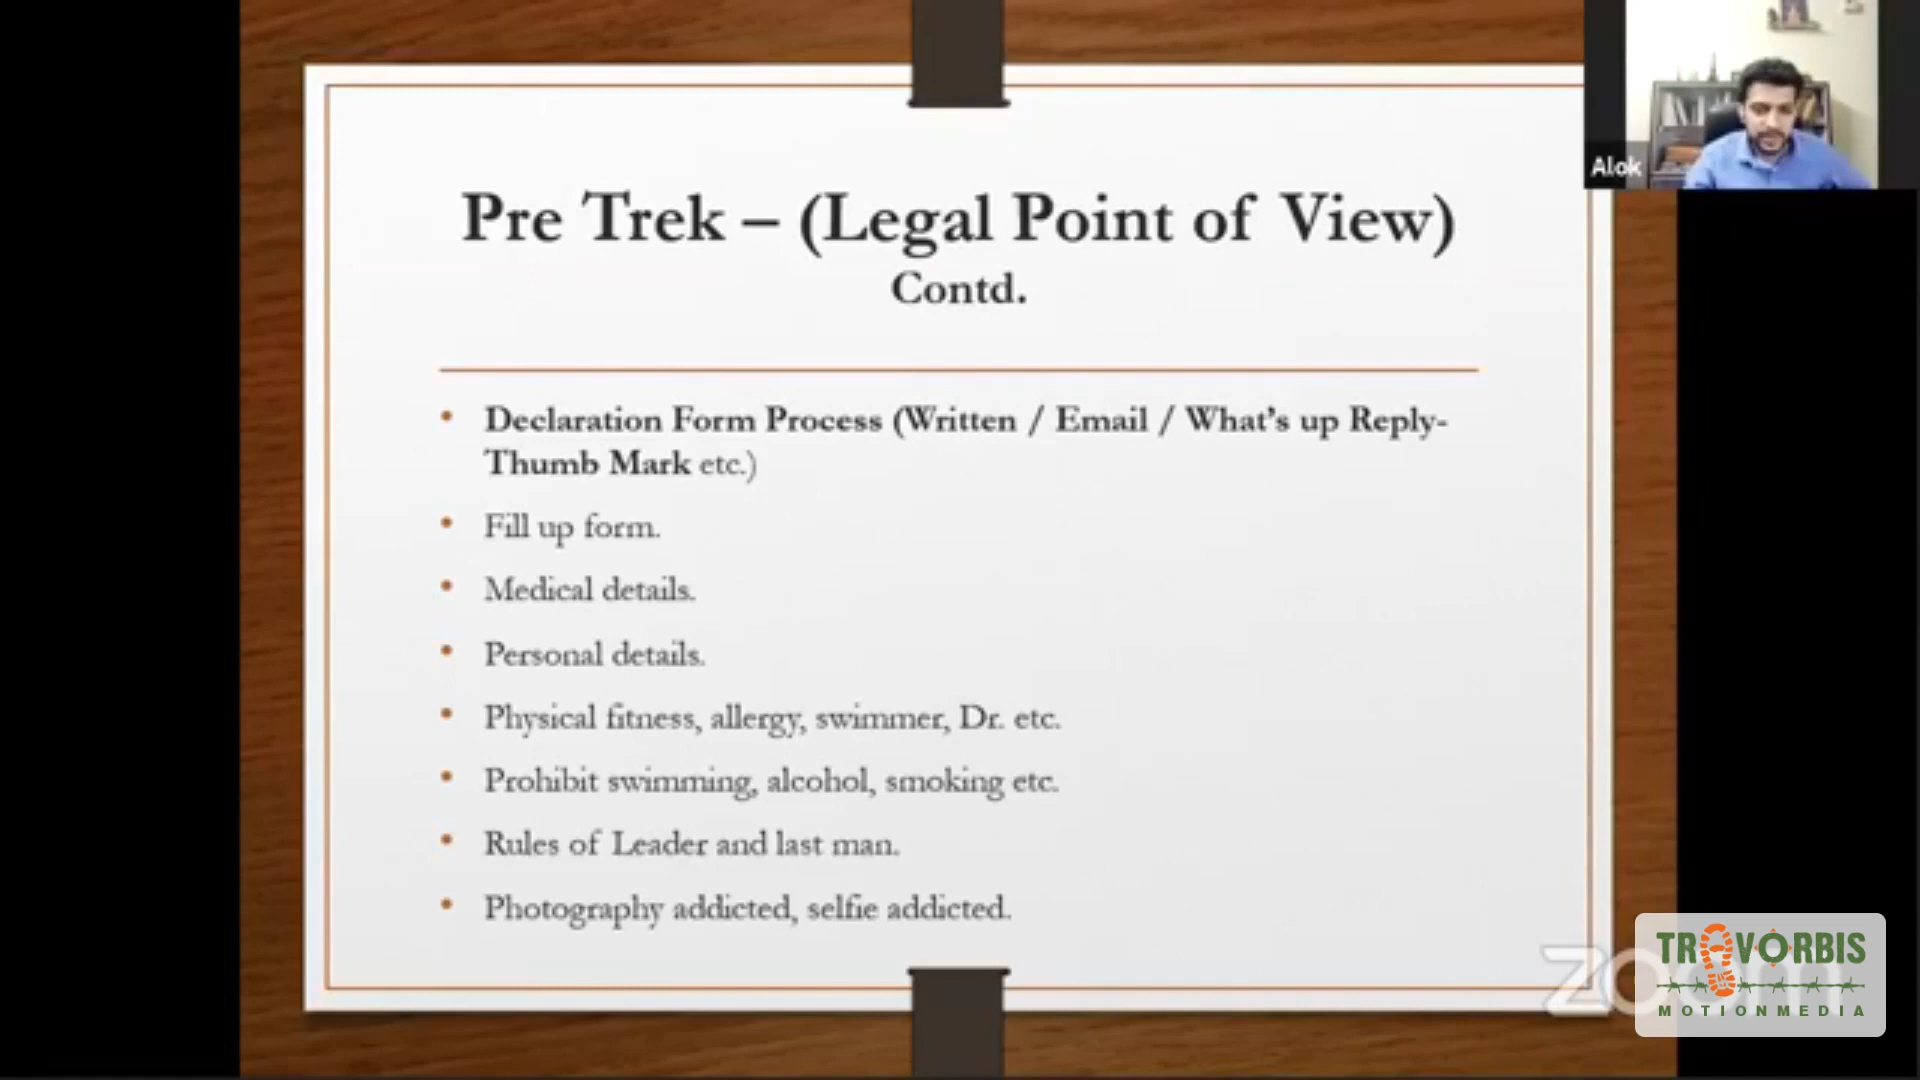 Alok
Pre Trek – (Legal Point of View)
Contd.
• Declaration Form Process (Written / Email / What's up Reply-
Thumb Mark etc.)
• Fill up form.
• Medical details.
• Personal details.
• Physical fitness, allergy, swimmer, Dr. etc.
• Prohibit swimming, alcohol, smoking etc.
• Rules of Leader and last man.
• Photography addicted, selfie addicted.
zoom
TRAVORBIS
MOTIONMEDIA